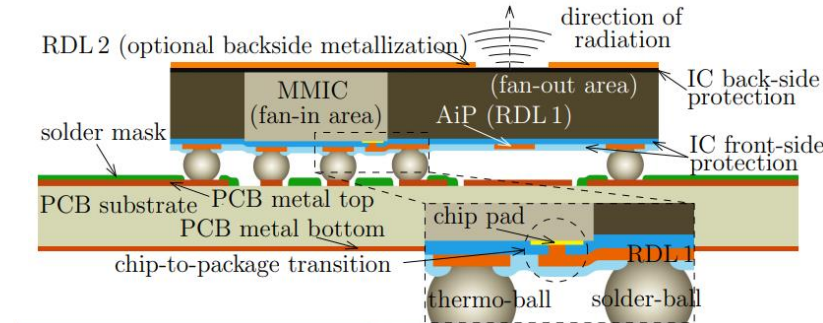 direction of
radiation
RDL 2 (optional backside metallization)
MMIC
(fan-in area)
(fan-out area)
AiP (RDL 1)
IC back-side
protection
solder mask
IC front-side
protection
PCB substrate
PCB metal top
PCB metal bottom
chip pad
chip-to-package transition
RDL 1
thermo-ball
solder-ball